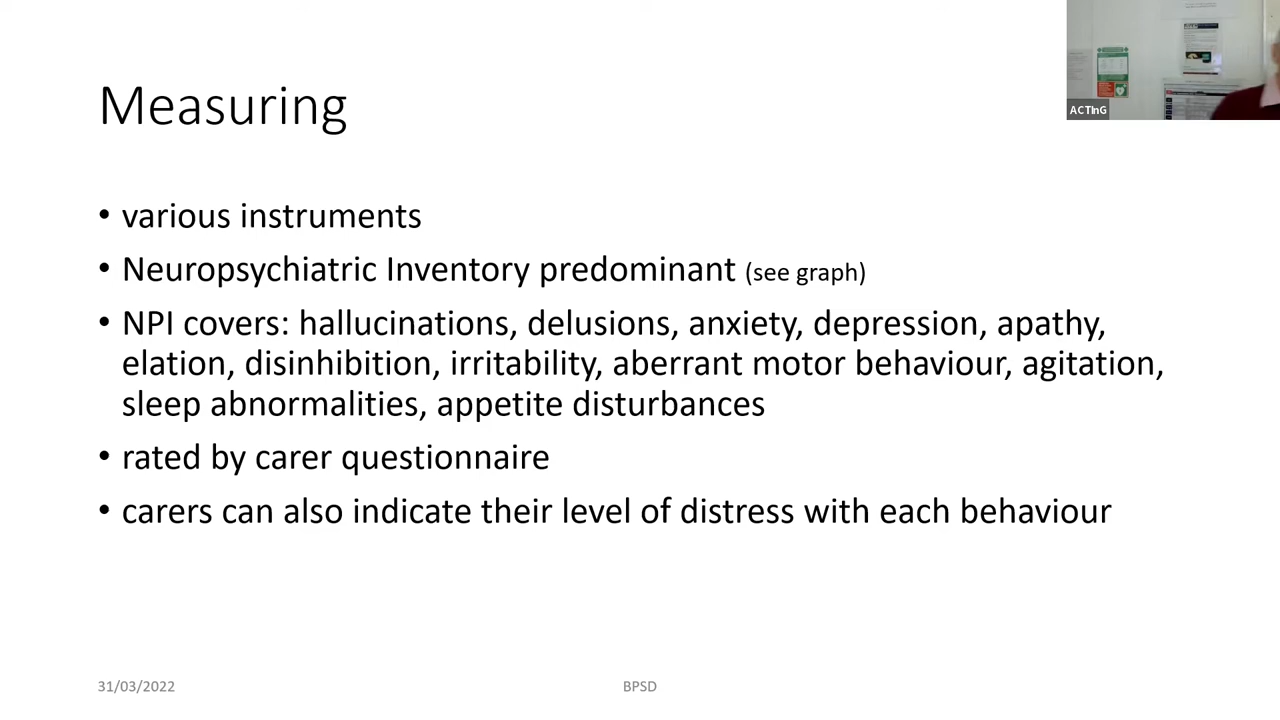 Measuring
ACTInG
• various instruments
• Neuropsychiatric Inventory predominant (see graph)
• NPI covers: hallucinations, delusions, anxiety, depression, apathy,
elation, disinhibition, irritability, aberrant motor behaviour, agitation,
sleep abnormalities, appetite disturbances
• rated by carer questionnaire
• carers can also indicate their level of distress with each behaviour
31/03/2022
BPSD